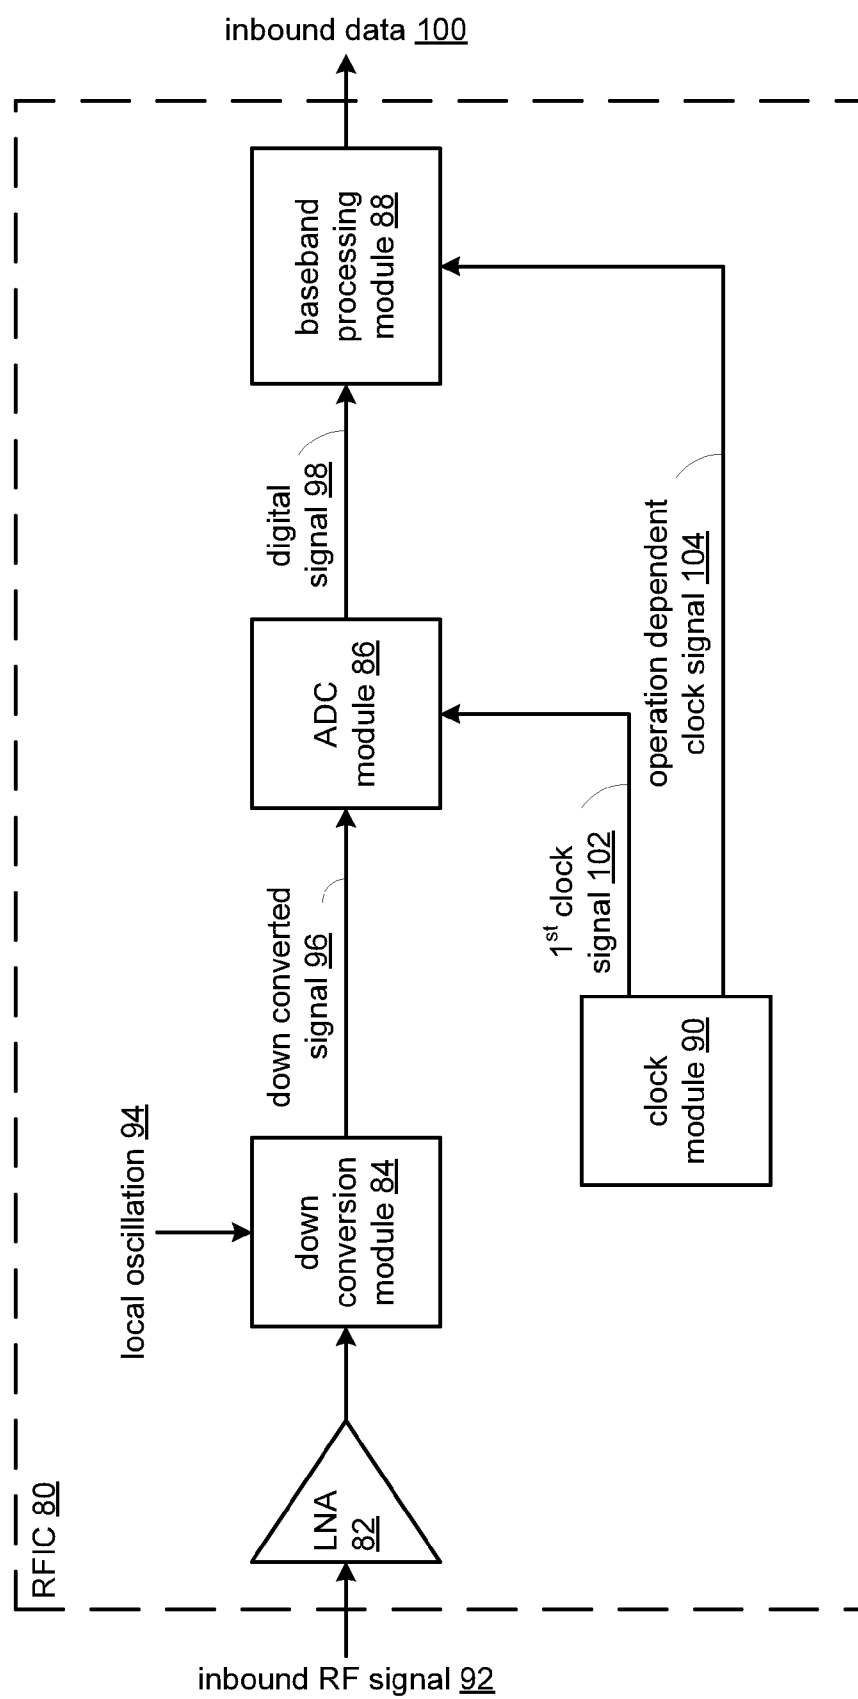 inbound data 100
baseband
processing
module 88
digital
signal 98
operation dependent
clock signal 104
ADC
module 86
1st clock
signal 102
down converted
signal 96
clock
module 90
local oscillation 94
down
conversion
module 84
LNA
82
RFIC 80
inbound RF signal 92